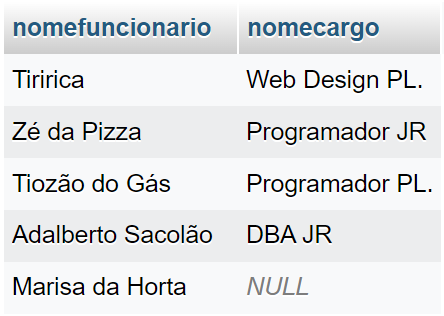 nomefuncionario nomecargo
Tiririca Web Design PL.
Zé da Pizza Programador JR
Tiozão do Gás Programador PL.
Adalberto Sacolão DBA JR
Marisa da Horta NULL